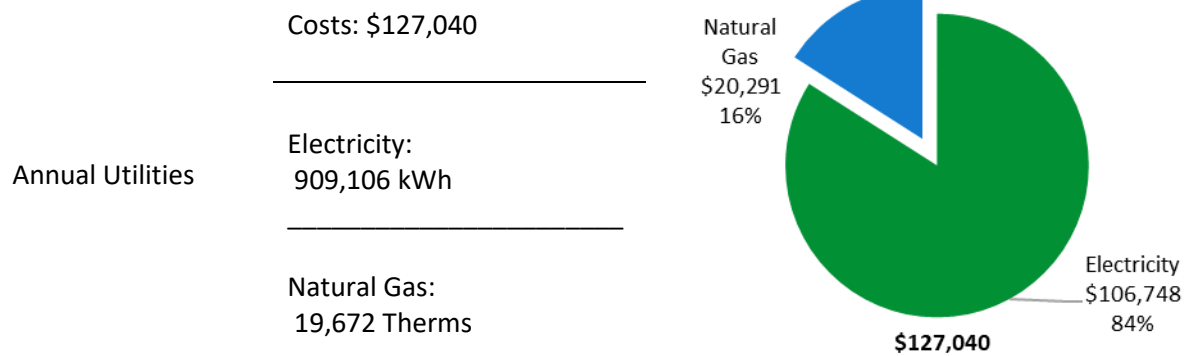 Annual Utilities
Costs: $127,040
Electricity:
909,106 kWh
Natural Gas:
19,672 Therms
Natural
Gas
$20,291
16%
Electricity
$106,748
84%
$127,040